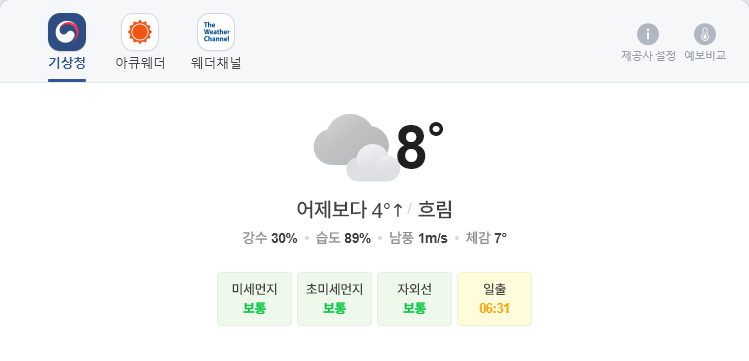 The
Weather
Channel
기상청 아큐웨더 웨더채널
제공사 설정 예보비교
8°
어제보다 4°↑ / 흐림
강수 30% • 습도 89% • 남풍 1m/s • 체감 7°
미세먼지 초미세먼지 자외선 일출
보통 보통 보통 06:31